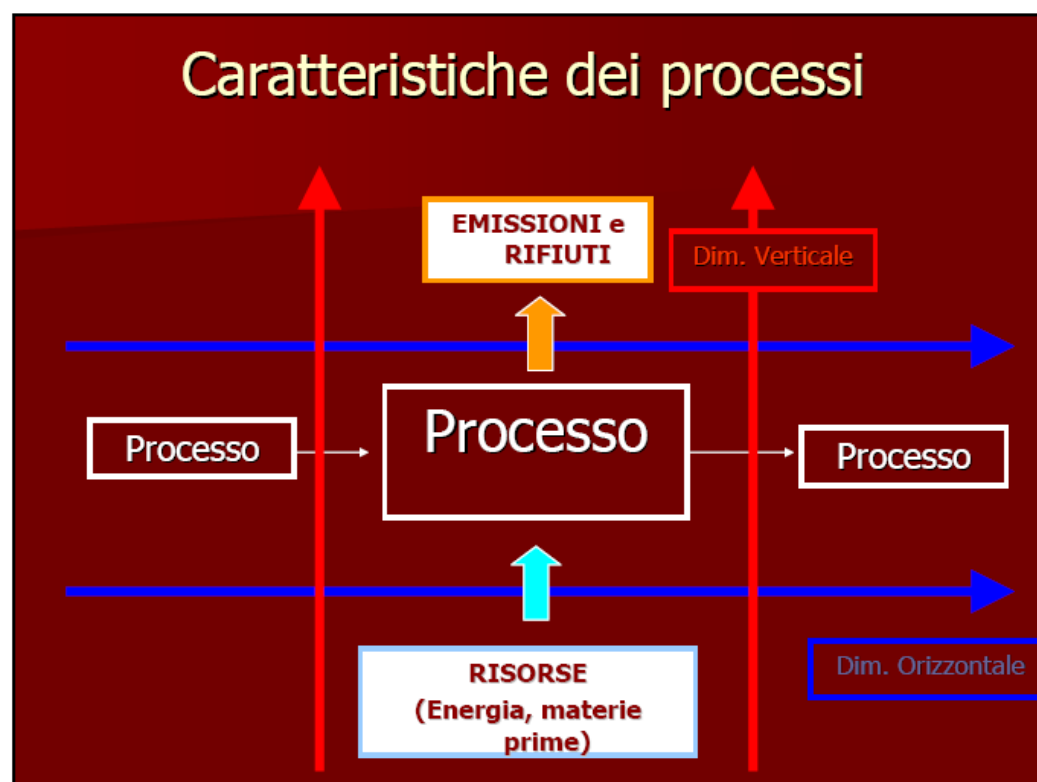 Caratteristiche dei processi
EMISSIONI e
RIFIUTI
Dim. Verticale
Processo
Processo
Processo
RISORSE
(Energia, materie
prime)
Dim. Orizzontale